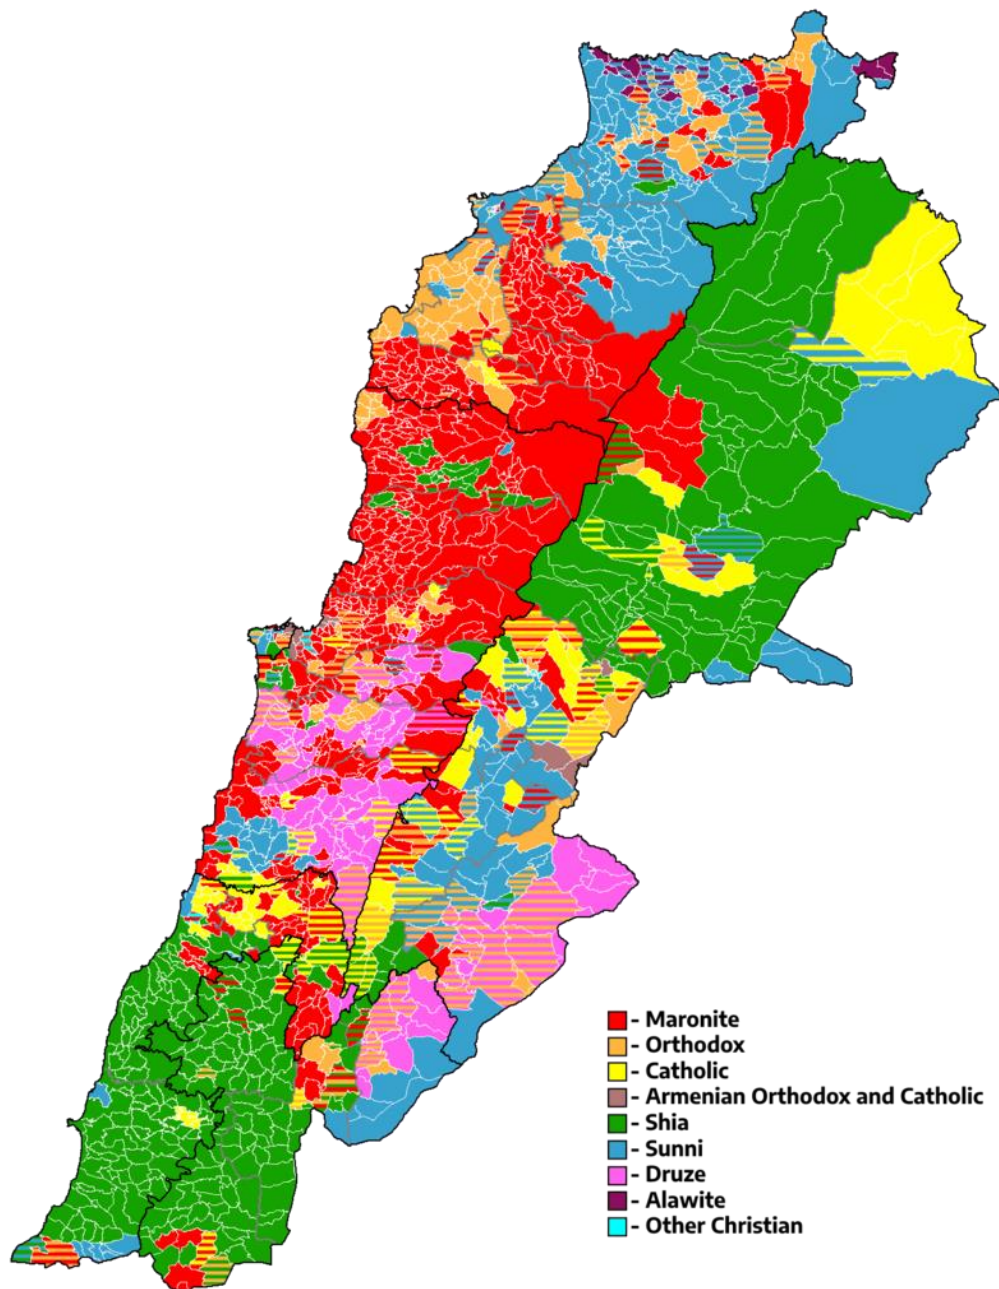 - Maronite
- Orthodox
- Catholic
- Armenian Orthodox and Catholic
- Shia
- Sunni
- Druze
- Alawite
- Other Christian